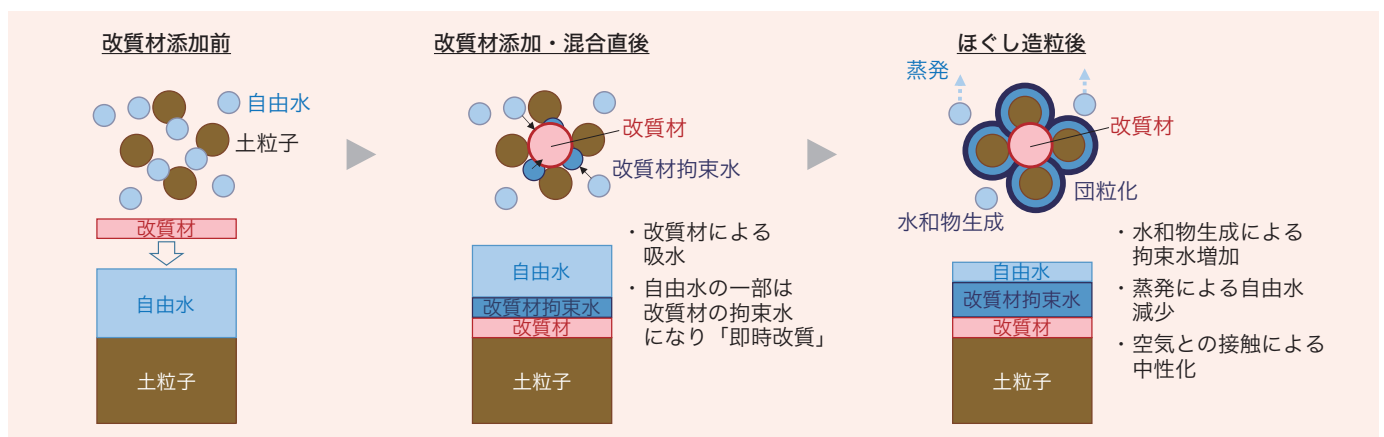 改質材添加前
自由水
土粒子
改質材
自由水
土粒子
改質材添加・混合直後
改質材
改質材拘束水
・改質材による
吸水
・自由水の一部は
改質材の拘束水
になり「即時改質」
自由水
改質材拘束水
改質材
土粒子
ほぐし造粒後
蒸発
改質材
団粒化
水和物生成
・水和物生成による
拘束水増加
・蒸発による自由水
減少
・空気との接触による
中性化
自由水
改質材拘束水
改質材
土粒子